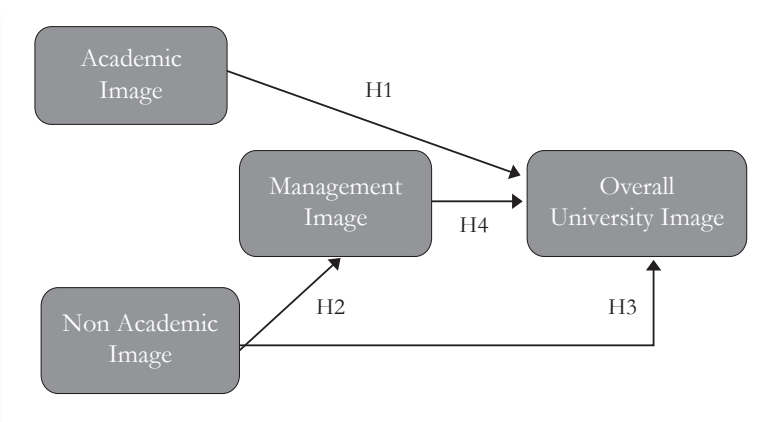 Academic
Image
H1
Management
Image
Overall
University Image
H4
Non Academic
Image
H2
H3